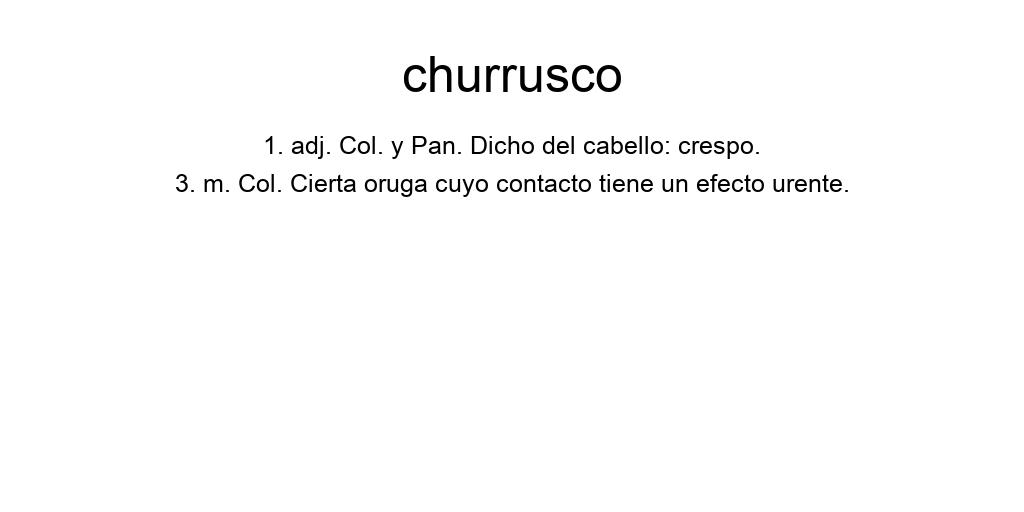 churrusco
1. adj. Col. y Pan. Dicho del cabello: crespo.
3. m. Col. Cierta oruga cuyo contacto tiene un efecto urente.